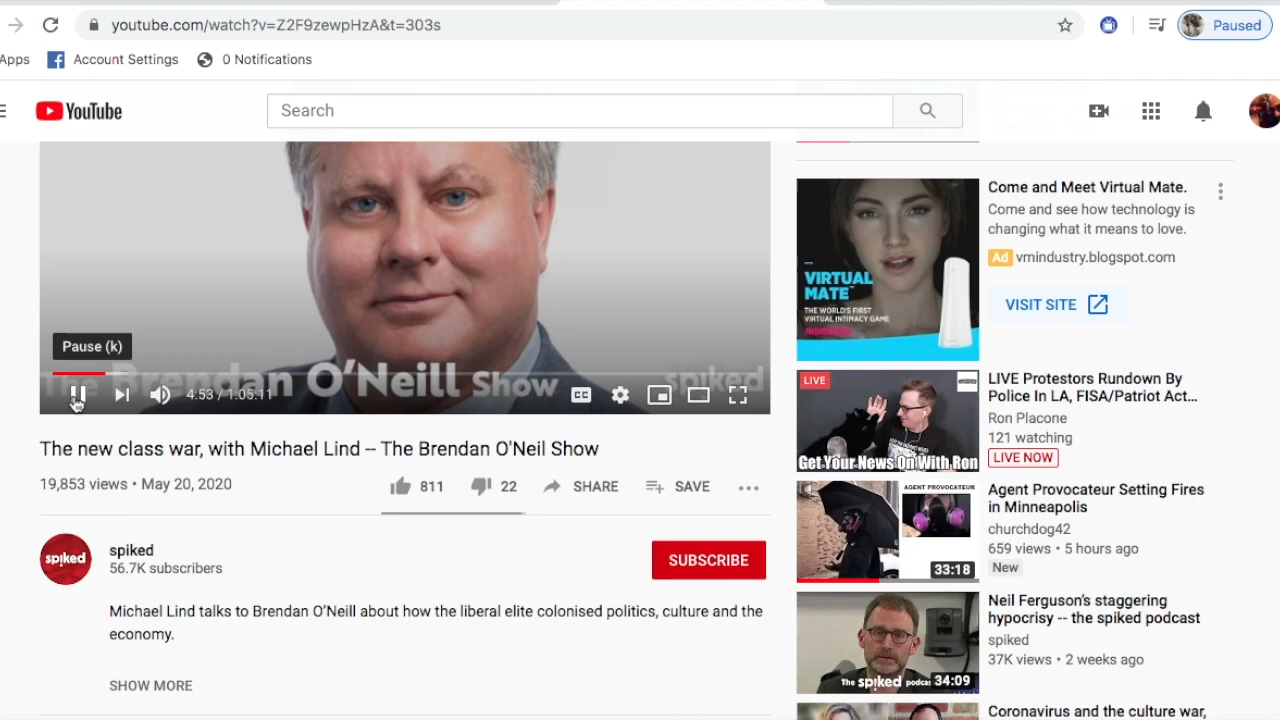 youtube.com/watch?v=Z2F9zewpHzA&t=303s
Paused
Apps
Account Settings
0 Notifications
YouTube
Search
Pause (k)
The Brendan O'Neill Show
spiked
4:53 / 1:05:11
CC
The new class war, with Michael Lind -- The Brendan O'Neil Show
19,853 views • May 20, 2020
811
22
SHARE
SAVE
spiked
spiked
56.7K subscribers
SUBSCRIBE
Michael Lind talks to Brendan O'Neill about how the liberal elite colonised politics, culture and the
economy.
SHOW MORE
VIRTUAL
MATE
THE WORLD'S FIRST
VIRTUAL INTIMACY GAME
Come and Meet Virtual Mate.
Come and see how technology is
changing what it means to love.
Ad vmindustry.blogspot.com
VISIT SITE
LIVE
Get Your News On With Ron
LIVE Protestors Rundown By
Police In LA, FISA/Patriot Act...
Ron Placone
121 watching
LIVE NOW
AGENT PROVOCATEUR
33:18
Agent Provocateur Setting Fires
in Minneapolis
churchdog42
659 views • 5 hours ago
New
The spiked podcas
34:09
Neil Ferguson's staggering
hypocrisy -- the spiked podcast
spiked
37K views • 2 weeks ago
Coronavirus and the culture war,